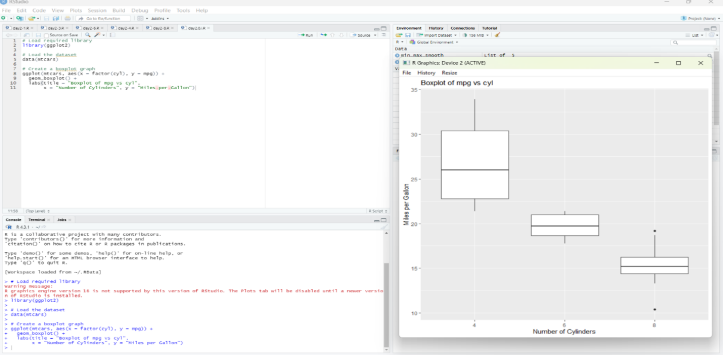 RStudio
File Edit Code View Plots Session Build Debug Profile Tools Help
Go to file/function
Addins
Project: (None)
Source on Save
Run
Source
1 # Load required library
2 library(ggplot2)
3
4 # Load the dataset
5 data(mtcars)
6
7 # Create a boxplot graph
8 ggplot(mtcars, aes(x = factor(cyl), y = mpg)) +
9 geom_boxplot() +
10 labs(title = "Boxplot of mpg vs cyl",
11 x = "Number of Cylinders", y = "Miles per Gallon")
(Top Level)
R Script
Console Terminal Jobs
R is a collaborative project with many contributors.
Type 'contributors()' for more information and
'citation()' on how to cite R or R packages in publications.
Type 'demo()' for some demos, 'help()' for on-line help, or
'help.start()' for an HTML browser interface to help.
Type 'q()' to quit R.
[Workspace loaded from ~/.RData]
> # Load required library
Warning message:
R graphics engine version 16 is not supported by this version of RStudio. The Plots tab will be disabled until a newer versio
n of RStudio is installed.
> library(ggplot2)
>
> # Load the dataset
> data(mtcars)
>
> # Create a boxplot graph
> ggplot(mtcars, aes(x = factor(cyl), y = mpg)) +
+ geom_boxplot() +
+ labs(title = "Boxplot of mpg vs cyl",
+ x = "Number of Cylinders", y = "Miles per Gallon")
>
Environment History Connections Tutorial
Import Dataset
List
R Global Environment
Data
min_max_smooth List of
R Graphics: Device 2 (ACTIVE)
File History Resize
Boxplot of mpg vs cyl
35
30
25
20
15
10
Miles per Gallon
4 6 8
Number of Cylinders